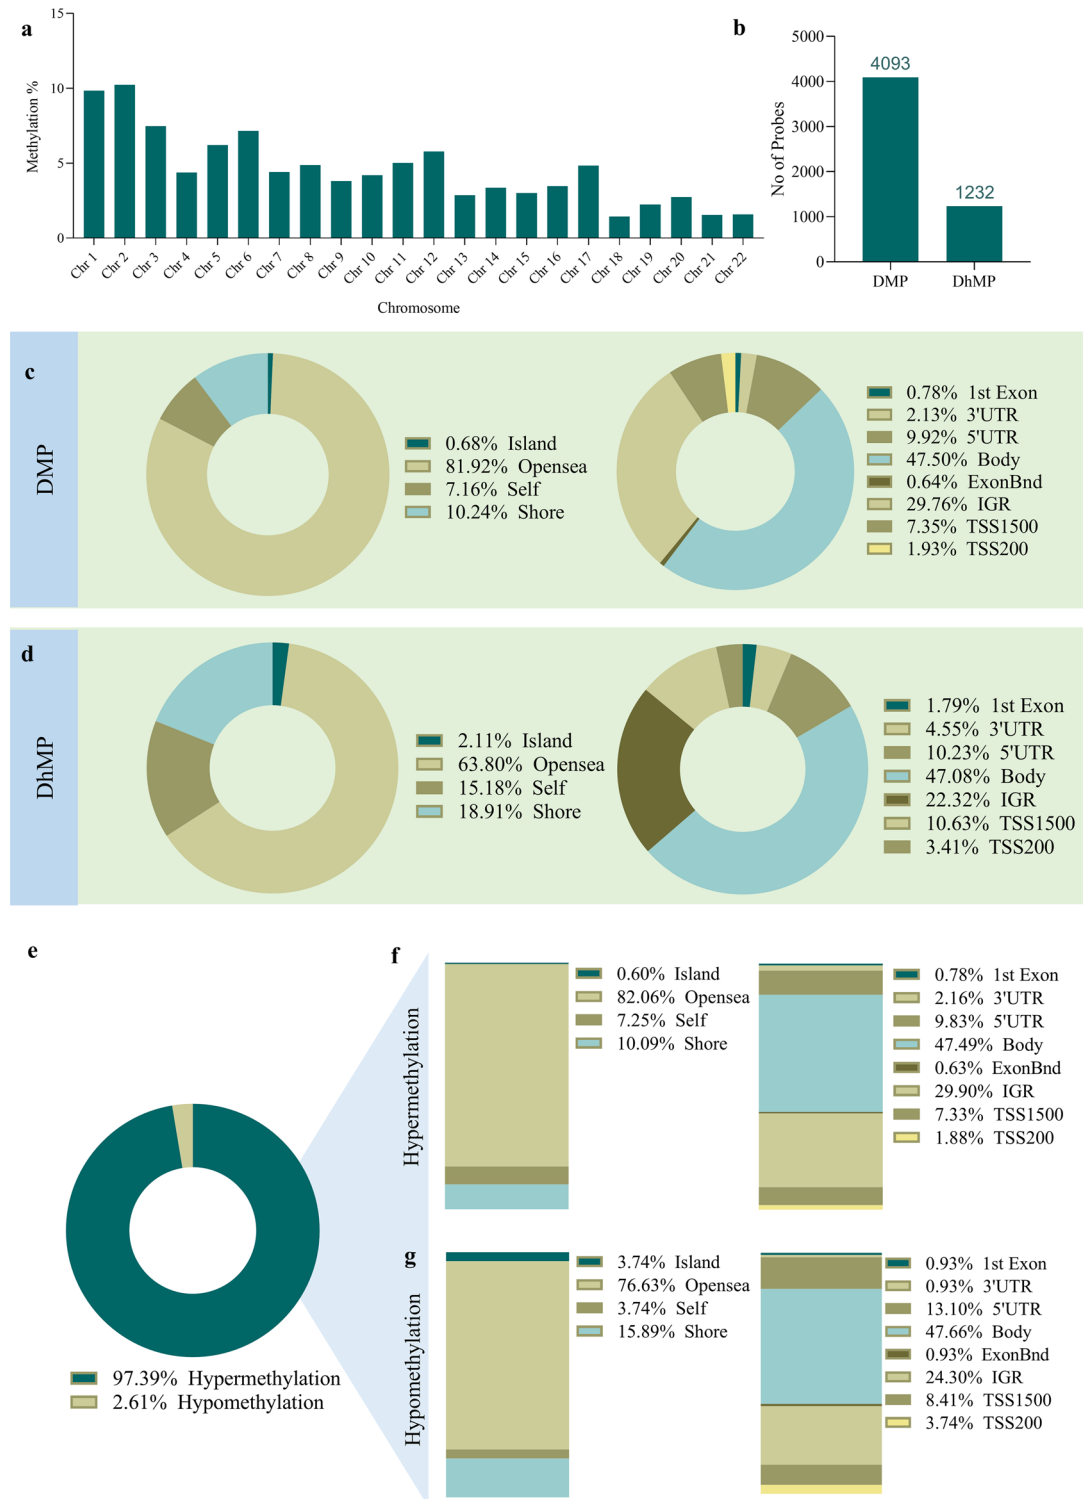 a
15
10
5
0
Methylation %
Chr 1
Chr 2
Chr 3
Chr 4
Chr 5
Chr 6
Chr 7
Chr 8
Chr 9
Chr 10
Chr 11
Chr 12
Chr 13
Chr 14
Chr 15
Chr 16
Chr 17
Chr 18
Chr 19
Chr 20
Chr 21
Chr 22
Chromosome
b
5000
4000
3000
2000
1000
0
No of Probes
4093
1232
DMP
DhMP
c
DMP
0.68% Island
81.92% Opensea
7.16% Self
10.24% Shore
0.78% 1st Exon
2.13% 3'UTR
9.92% 5'UTR
47.50% Body
0.64% ExonBnd
29.76% IGR
7.35% TSS1500
1.93% TSS200
d
DhMP
2.11% Island
63.80% Opensea
15.18% Self
18.91% Shore
1.79% 1st Exon
4.55% 3'UTR
10.23% 5'UTR
47.08% Body
22.32% IGR
10.63% TSS1500
3.41% TSS200
e
97.39% Hypermethylation
2.61% Hypomethylation
f
Hypermethylation
0.60% Island
82.06% Opensea
7.25% Self
10.09% Shore
0.78% 1st Exon
2.16% 3'UTR
9.83% 5'UTR
47.49% Body
0.63% ExonBnd
29.90% IGR
7.33% TSS1500
1.88% TSS200
g
Hypomethylation
3.74% Island
76.63% Opensea
3.74% Self
15.89% Shore
0.93% 1st Exon
0.93% 3'UTR
13.10% 5'UTR
47.66% Body
0.93% ExonBnd
24.30% IGR
8.41% TSS1500
3.74% TSS200